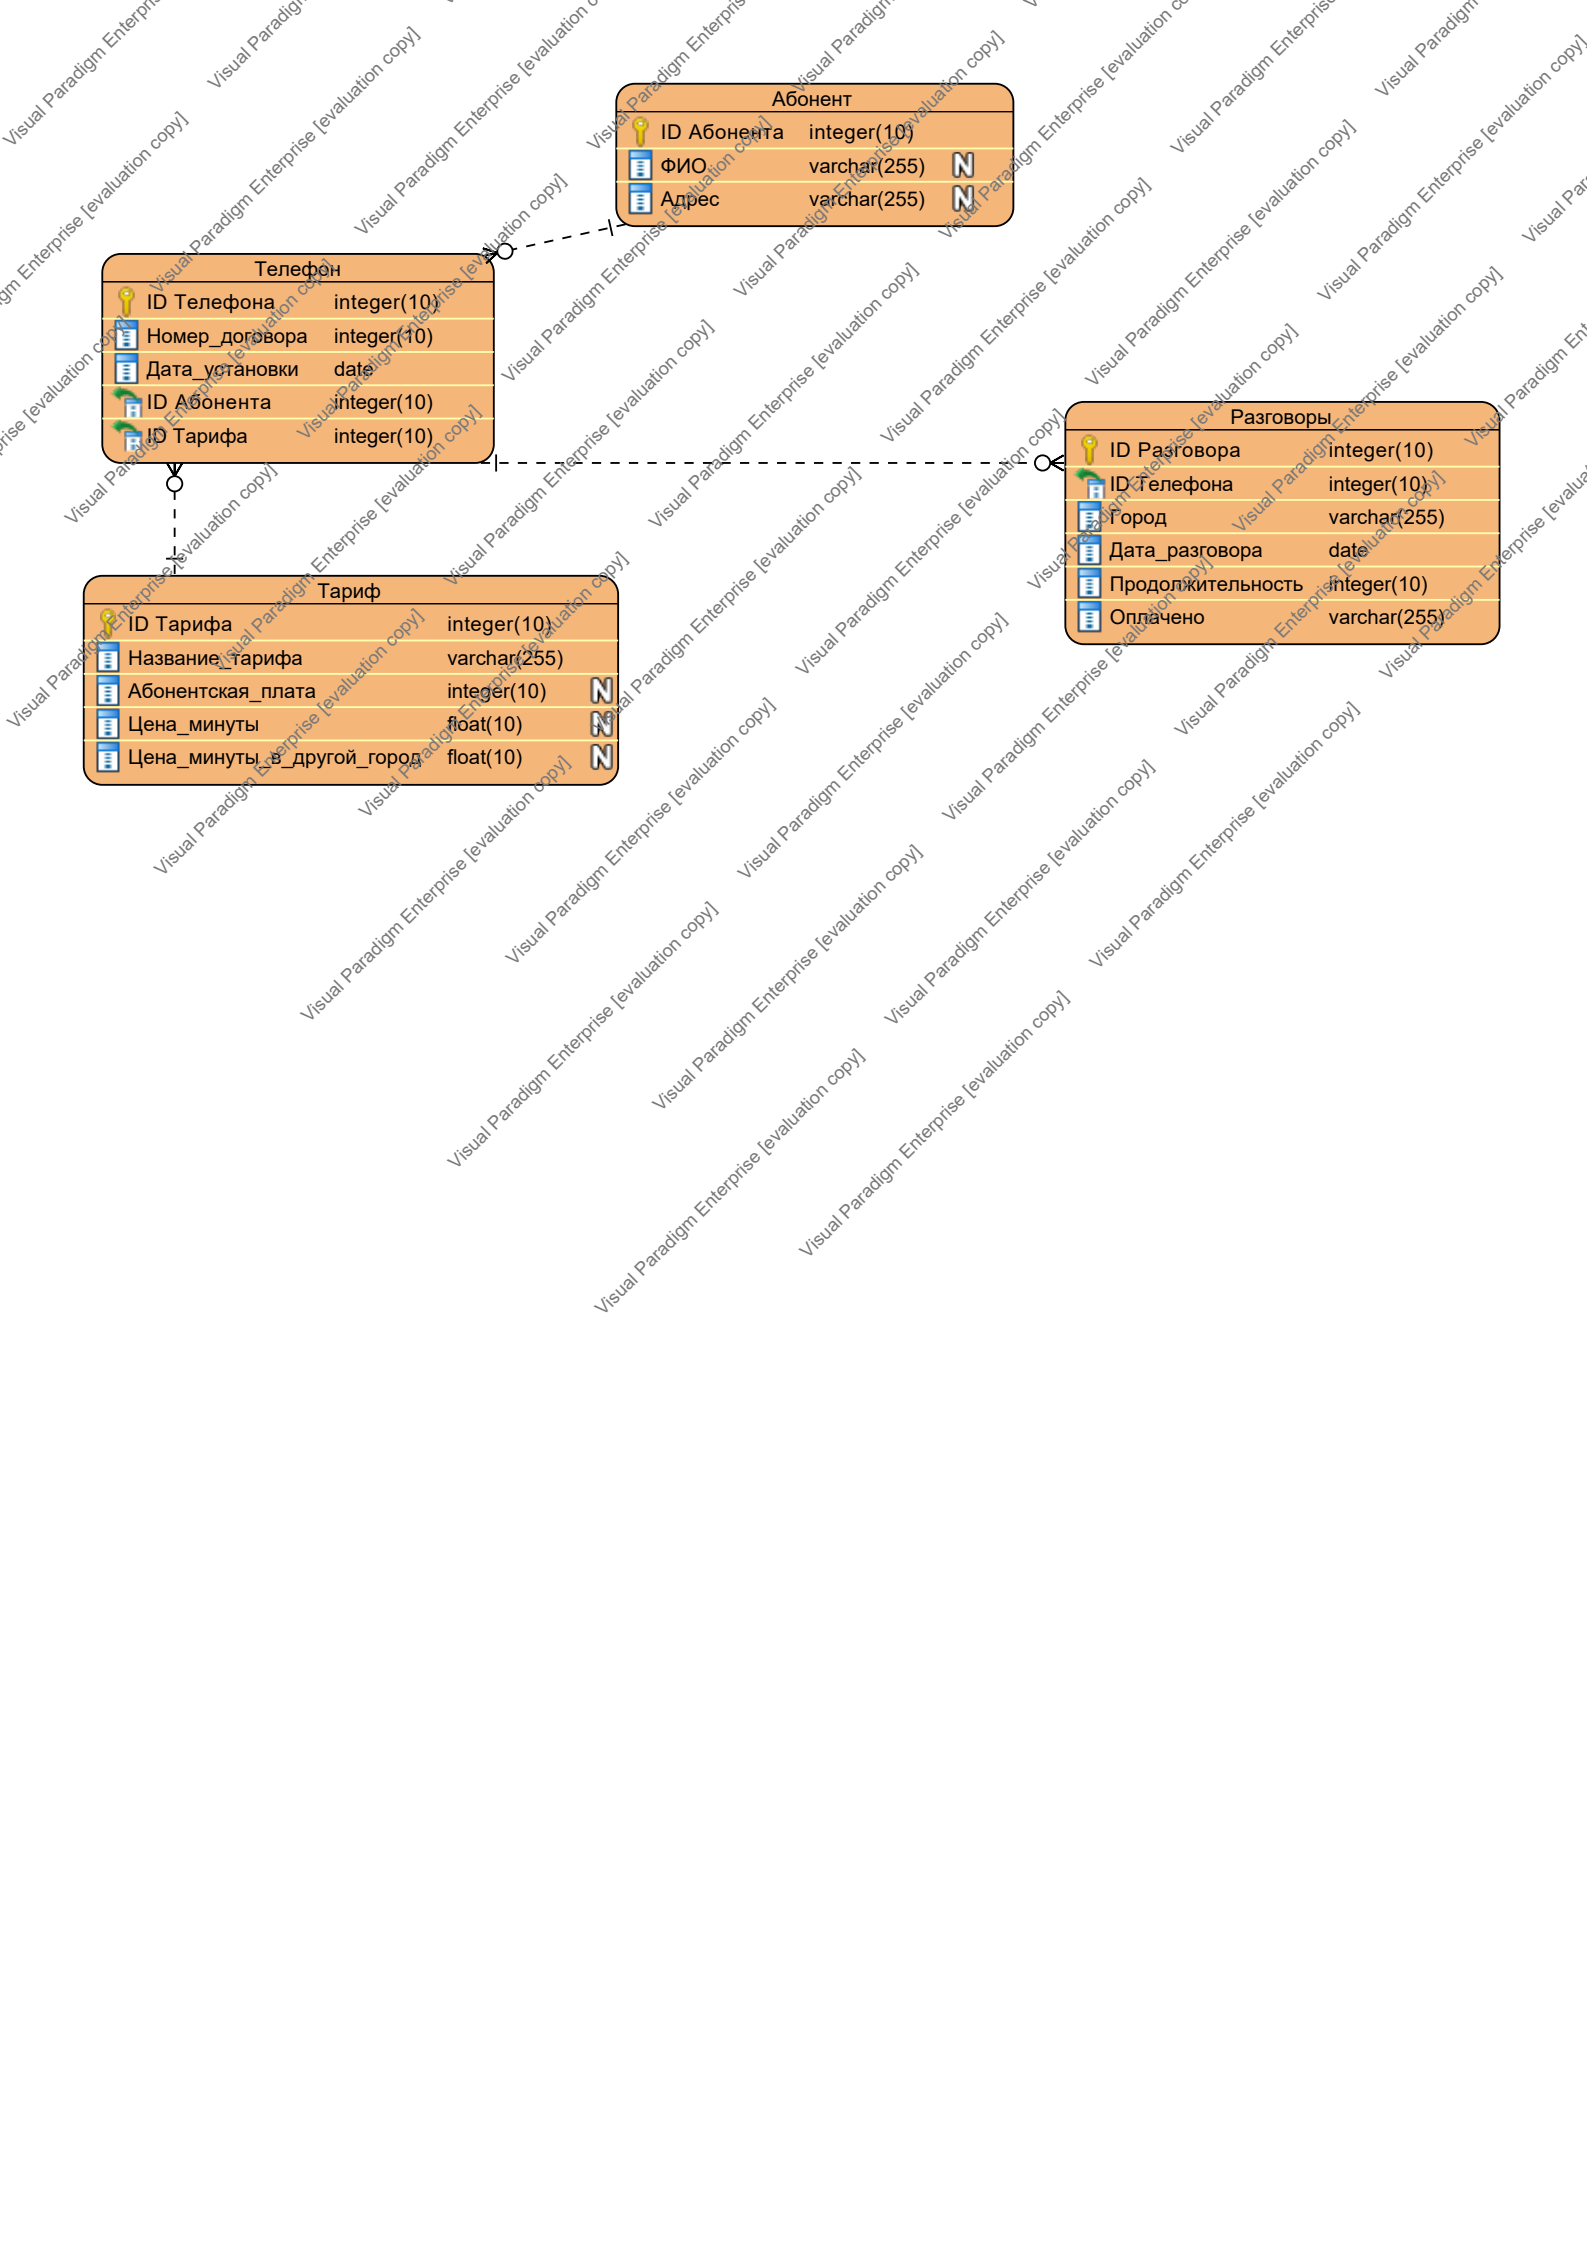 Абонент
ID Абонента integer(10)
ФИО varchar(255) N
Адрес varchar(255) N
Телефон
ID Телефона integer(10)
Номер_договора integer(10)
Дата_установки date
ID Абонента integer(10)
ID Тарифа integer(10)
Разговоры
ID Разговора integer(10)
ID Телефона integer(10)
Город varchar(255)
Дата_разговора date
Продолжительность integer(10)
Оплачено varchar(255)
Тариф
ID Тарифа integer(10)
Название_тарифа varchar(255)
Абонентская_плата integer(10) N
Цена_минуты float(10) N
Цена_минуты_в_другой_город float(10) N
Visual Paradigm Enterprise [evaluation copy]